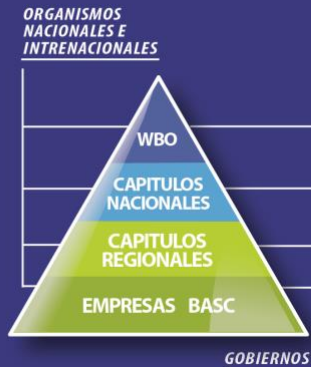 ORGANISMOS
NACIONALES E
INTRENACIONALES
WBO
CAPITULOS
NACIONALES
CAPITULOS
REGIONALES
EMPRESAS BASC
GOBIERNOS